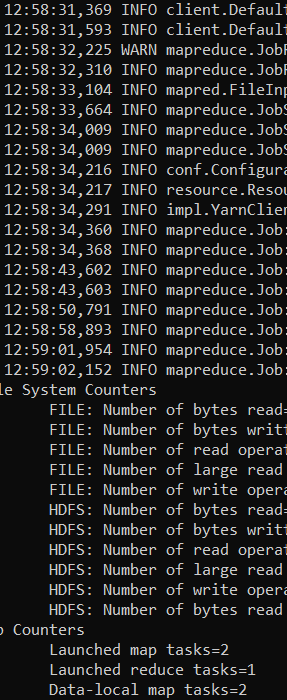 12:58:31,369 INFO client.Default
12:58:31,593 INFO client.Default
12:58:32,225 WARN mapreduce.JobR
12:58:32,310 INFO mapreduce.JobR
12:58:33,104 INFO mapred.FileInp
12:58:33,664 INFO mapreduce.JobS
12:58:34,009 INFO mapreduce.JobS
12:58:34,009 INFO mapreduce.JobS
12:58:34,216 INFO conf.Configura
12:58:34,217 INFO resource.Resou
12:58:34,291 INFO impl.YarnClien
12:58:34,360 INFO mapreduce.Job:
12:58:34,368 INFO mapreduce.Job:
12:58:43,602 INFO mapreduce.Job:
12:58:43,603 INFO mapreduce.Job:
12:58:50,791 INFO mapreduce.Job:
12:58:58,893 INFO mapreduce.Job:
12:59:01,954 INFO mapreduce.Job:
12:59:02,152 INFO mapreduce.Job:
le System Counters
FILE: Number of bytes read=
FILE: Number of bytes writt
FILE: Number of read operat
FILE: Number of large read
FILE: Number of write opera
HDFS: Number of bytes read=
HDFS: Number of bytes writt
HDFS: Number of read operat
HDFS: Number of large read
HDFS: Number of write opera
HDFS: Number of bytes read
b Counters
Launched map tasks=2
Launched reduce tasks=1
Data-local map tasks=2